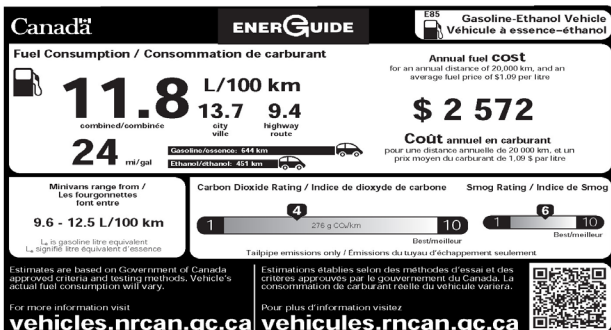 Canada
ENERGUIDE
E85
Gasoline-Ethanol Vehicle
Véhicule à essence-éthanol
Fuel Consumption / Consommation de carburant
11.8
combined/combinée
L/100 km
13.7
city
ville
9.4
highway
route
24 mi/gal
Gasoline/essence: 644 km
Ethanol/éthanol: 451 km
Annual fuel COST
for an annual distance of 20,000 km, and an
average fuel price of $1.09 per litre
$ 2 572
Coût annuel en carburant
pour une distance annuelle de 20 000 km, et un
prix moyen du carburant de 1,09 $ par litre
Minivans range from /
Les fourgonnettes
font entre
9.6 - 12.5 L/100 km
Lₑ is gasoline litre equivalent
Lₑ signifie litre équivalent d'essence
Carbon Dioxide Rating / Indice de dioxyde de carbone
4
1
276 g CO₂/km
10
Best/meilleur
Smog Rating / Indice de Smog
6
1
10
Best/meilleur
Tailpipe emissions only / Émissions du tuyau d'échappement seulement
Estimates are based on Government of Canada
approved criteria and testing methods. Vehicle's
actual fuel consumption will vary.
For more information visit
vehicles.nrcan.gc.ca
Estimations établies selon des méthodes d'essai et des
critères approuvés par le gouvernement du Canada. La
consommation de carburant réelle du véhicule variera.
Pour plus d'information visitez
vehicules.rncan.gc.ca